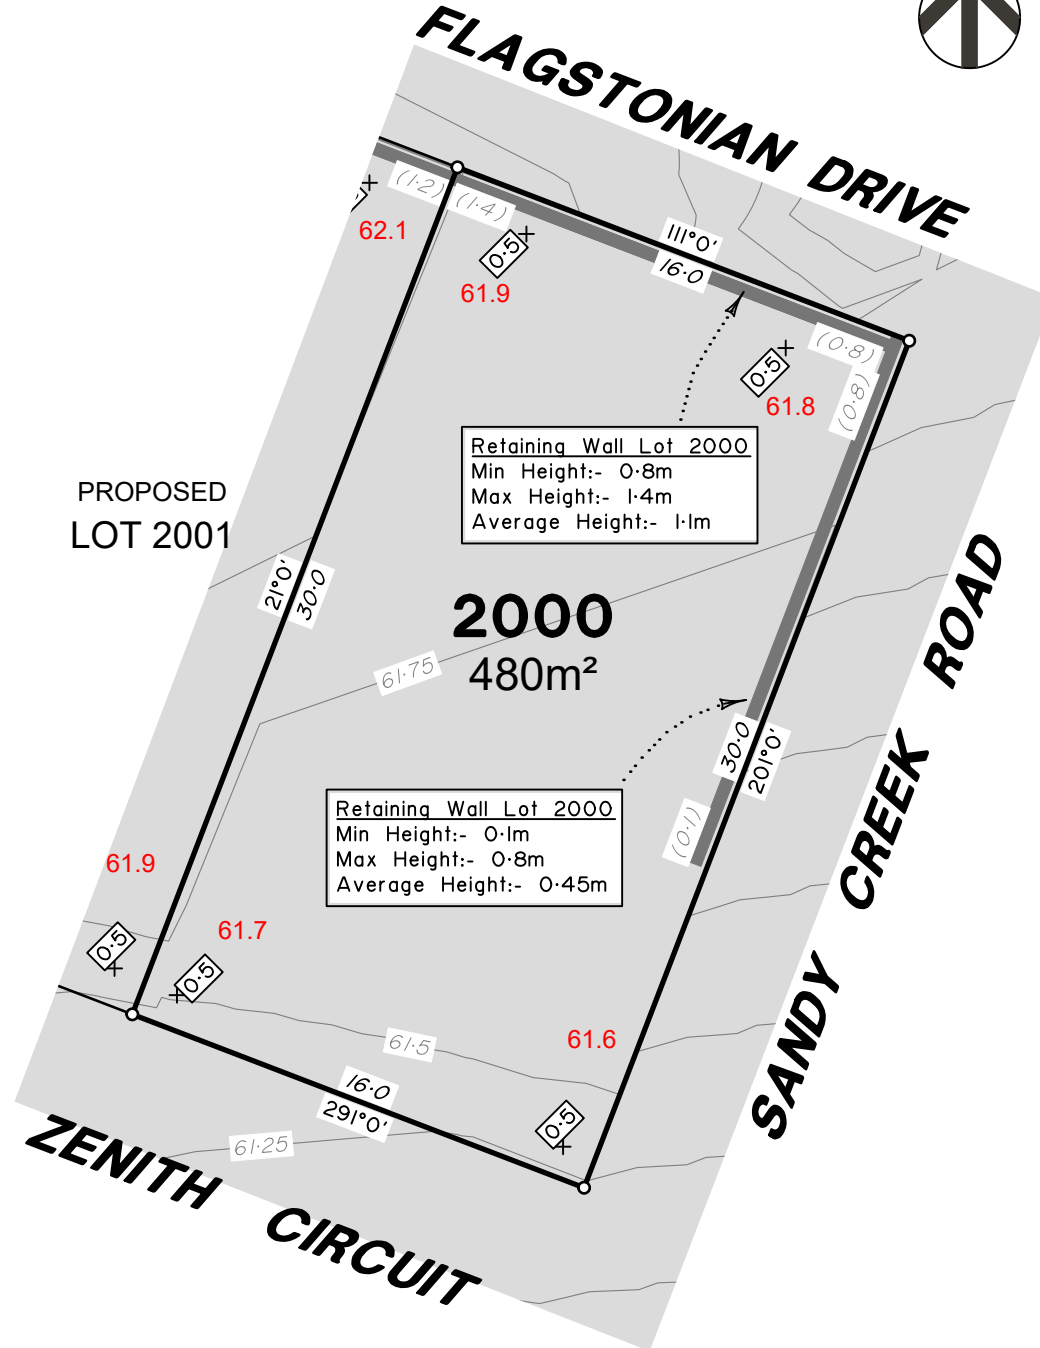 FLAGSTONIAN DRIVE
(1·2)
(1·4)
62.1
0·5
61.9
111°0'
16·0
(0·8)
0·5
(0·8)
61.8
Retaining Wall Lot 2000
Min Height:- 0·8m
Max Height:- 1·4m
Average Height:- 1·1m
PROPOSED
LOT 2001
21°0'
30·0
2000
480m²
61·75
SANDY CREEK ROAD
30·0
201°0'
Retaining Wall Lot 2000
Min Height:- 0·1m
Max Height:- 0·8m
Average Height:- 0·45m
(0·1)
61.9
61.7
0·5
0·5
61·5
61.6
16·0
291°0'
0·5
61·25
ZENITH CIRCUIT